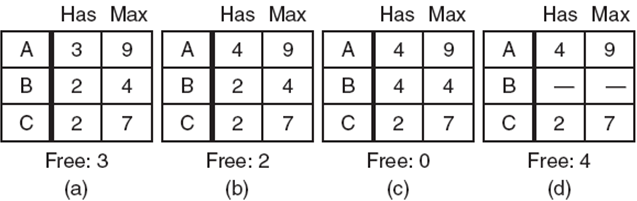 Has Max Has Max Has Max Has Max
A 3 9 A 4 9 A 4 9 A 4 9
B 2 4 B 2 4 B 4 4 B — —
C 2 7 C 2 7 C 2 7 C 2 7
Free: 3 Free: 2 Free: 0 Free: 4
(a) (b) (c) (d)